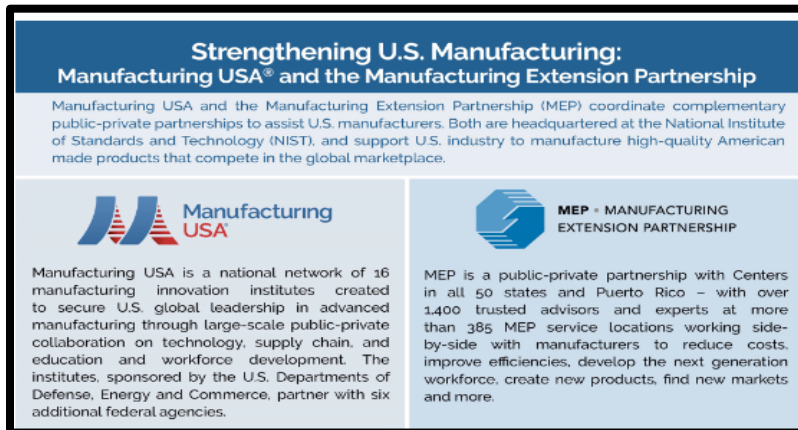 Strengthening U.S. Manufacturing:
Manufacturing USA® and the Manufacturing Extension Partnership
Manufacturing USA and the Manufacturing Extension Partnership (MEP) coordinate complementary
public-private partnerships to assist U.S. manufacturers. Both are headquartered at the National Institute
of Standards and Technology (NIST), and support U.S. industry to manufacture high-quality American
made products that compete in the global marketplace.
Manufacturing
USA®
Manufacturing USA is a national network of 16
manufacturing innovation institutes created
to secure U.S. global leadership in advanced
manufacturing through large-scale public-private
collaboration on technology, supply chain, and
education and workforce development. The
institutes, sponsored by the U.S. Departments of
Defense, Energy and Commerce, partner with six
additional federal agencies.
MEP • MANUFACTURING
EXTENSION PARTNERSHIP
MEP is a public-private partnership with Centers
in all 50 states and Puerto Rico – with over
1,400 trusted advisors and experts at more
than 385 MEP service locations working side-
by-side with manufacturers to reduce costs,
improve efficiencies, develop the next generation
workforce, create new products, find new markets
and more.